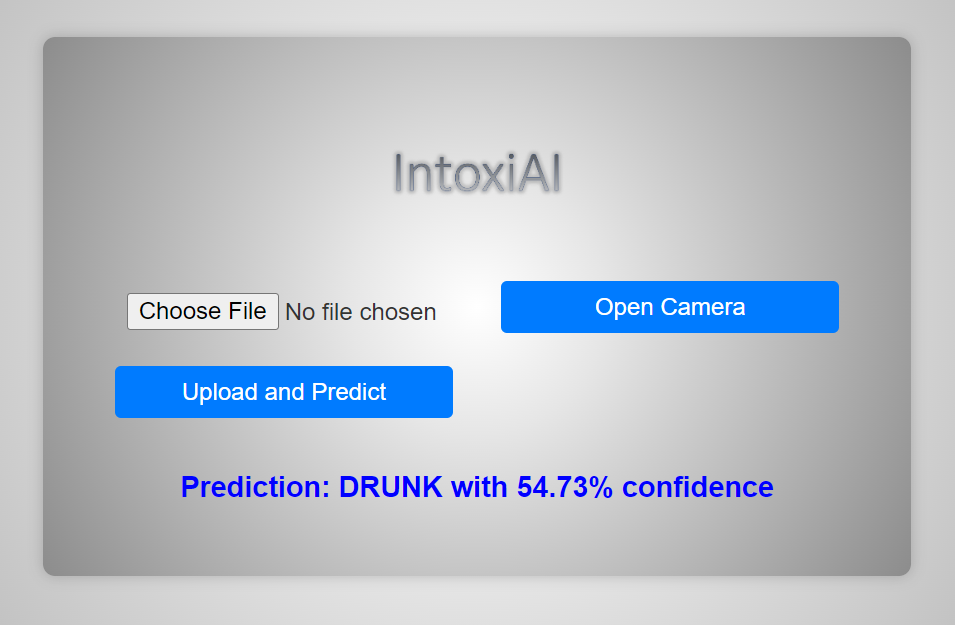 IntoxiAI
Choose File No file chosen
Open Camera
Upload and Predict
Prediction: DRUNK with 54.73% confidence